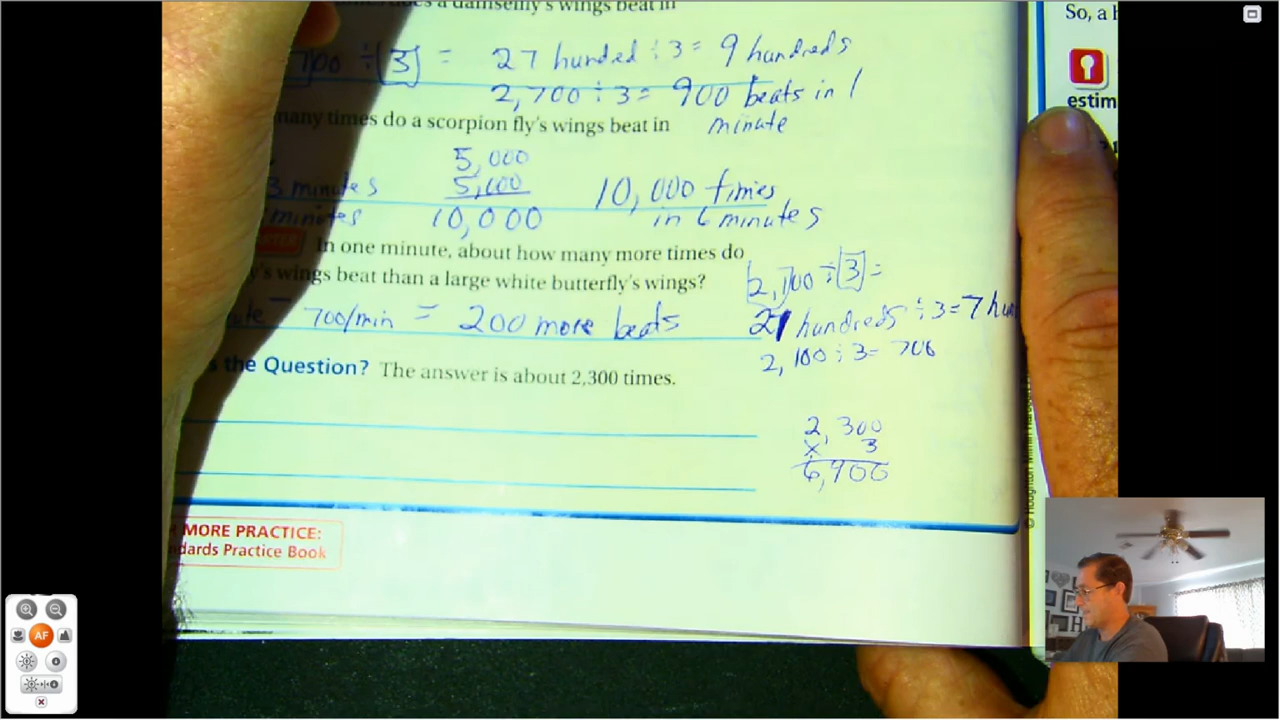 times does a damselfly's wings beat in
So, a
700 ÷ 3 = 27 hundred ÷ 3 = 9 hundreds
2,700 ÷ 3 = 900 beats in 1
minute
estim
many times do a scorpion fly's wings beat in
5,000
3 minutes 5,000 10,000 times
minutes 10,000 in 6 minutes
In one minute, about how many more times do
y's wings beat than a large white butterfly's wings?
2,100 ÷ 3 =
− 700/min = 200 more beats
21 hundreds ÷ 3 = 7 hun
2,100 ÷ 3 = 700
the Question? The answer is about 2,300 times.
2,300
x 3
6,900
MORE PRACTICE:
ndards Practice Book
AF